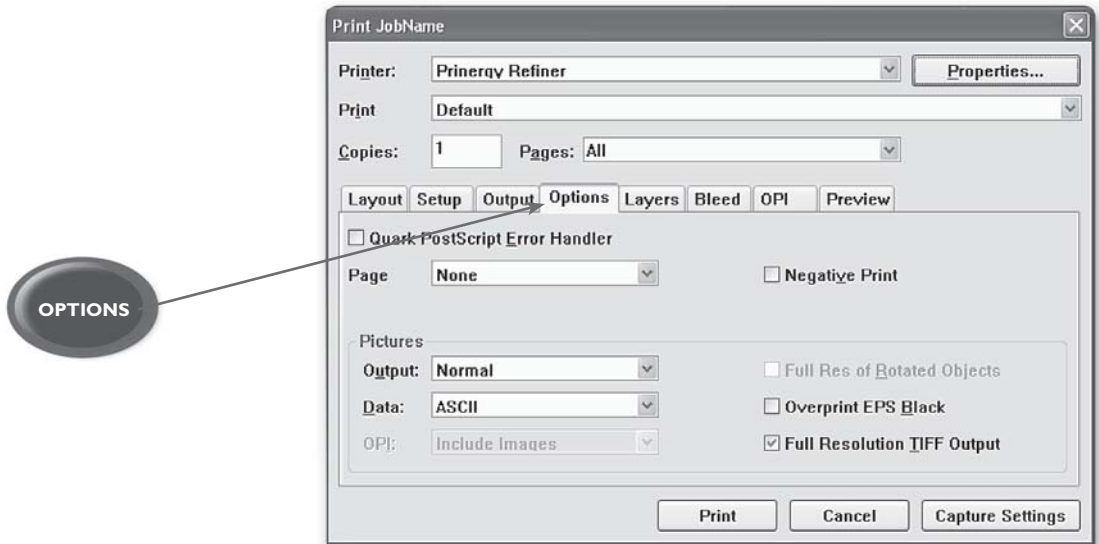 Print JobName
Printer: Prinergy Refiner Properties...
Print Default
Copies: 1 Pages: All
Layout Setup Output Options Layers Bleed OPI Preview
Quark PostScript Error Handler
Page None Negative Print
OPTIONS
Pictures
Output: Normal Full Res of Rotated Objects
Data: ASCII Overprint EPS Black
OPI: Include Images Full Resolution TIFF Output
Print Cancel Capture Settings